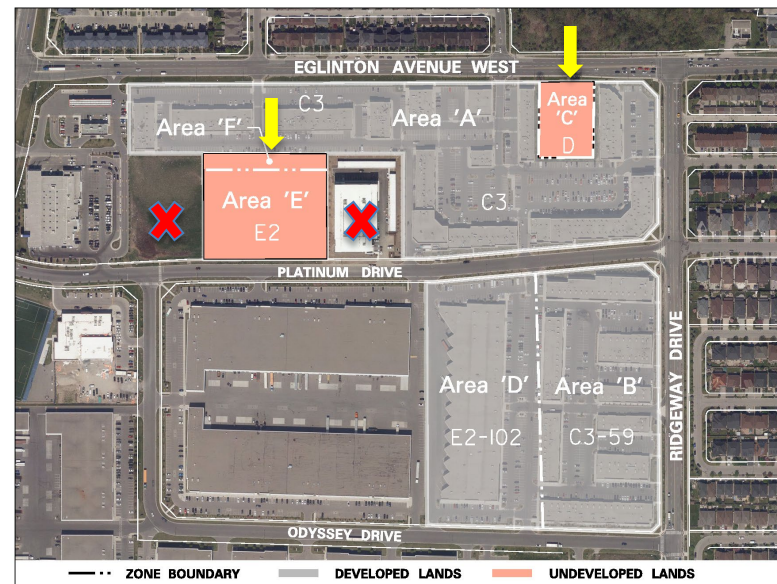 EGLINTON AVENUE WEST
C3
Area 'F'
Area 'A'
Area
'C'
D
Area 'E'
E2
C3
PLATINUM DRIVE
Area 'D'
Area 'B'
E2-102
C3-59
RIDGEWAY DRIVE
ODYSSEY DRIVE
ZONE BOUNDARY
DEVELOPED LANDS
UNDEVELOPED LANDS